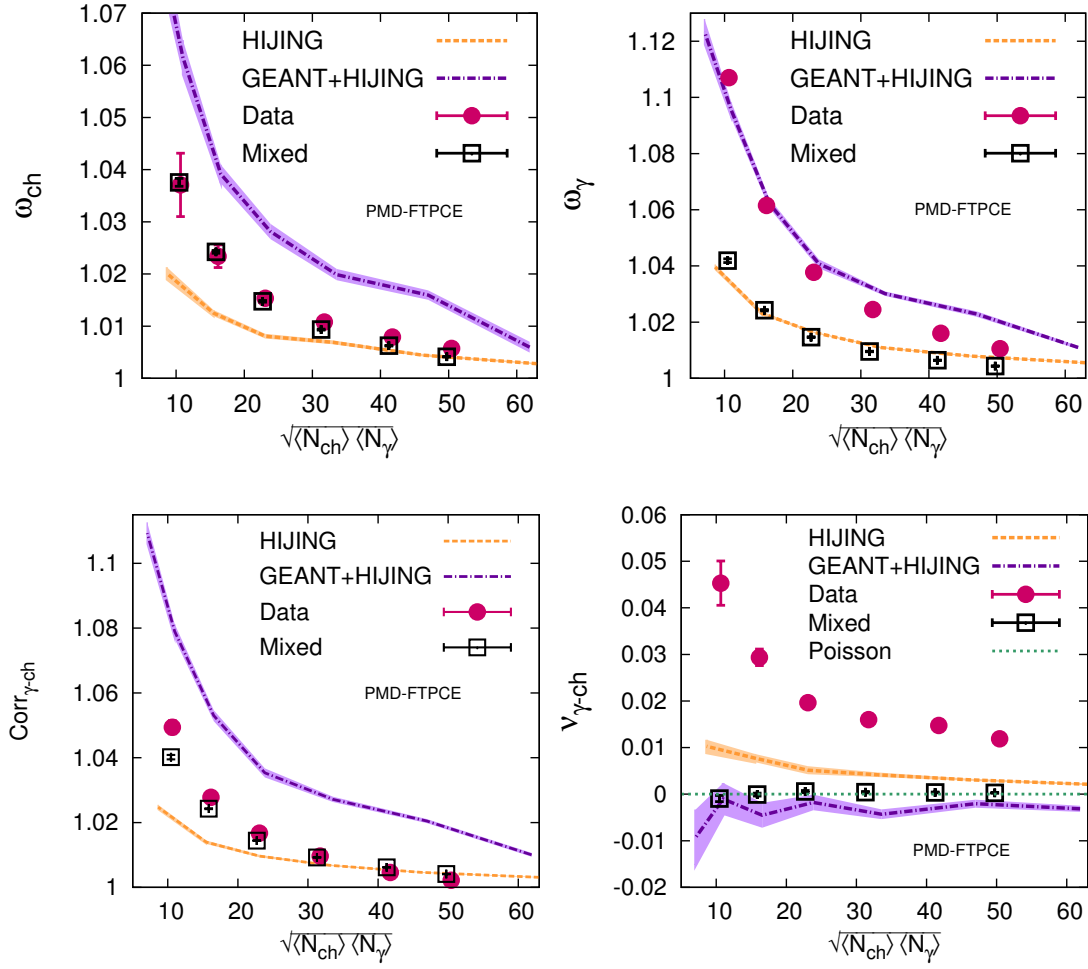 1.07
1.06
1.05
1.04
1.03
1.02
1.01
1
ω_ch
HIJING
GEANT+HIJING
Data
Mixed
PMD-FTPCE
10 20 30 40 50 60
√⟨N_ch⟩ ⟨N_γ⟩
1.12
1.1
1.08
1.06
1.04
1.02
1
ω_γ
HIJING
GEANT+HIJING
Data
Mixed
PMD-FTPCE
10 20 30 40 50 60
√⟨N_ch⟩ ⟨N_γ⟩
1.1
1.08
1.06
1.04
1.02
1
Corr_γ-ch
HIJING
GEANT+HIJING
Data
Mixed
PMD-FTPCE
10 20 30 40 50 60
√⟨N_ch⟩ ⟨N_γ⟩
0.06
0.05
0.04
0.03
0.02
0.01
0
-0.01
-0.02
ν_γ-ch
HIJING
GEANT+HIJING
Data
Mixed
Poisson
PMD-FTPCE
10 20 30 40 50 60
√⟨N_ch⟩ ⟨N_γ⟩